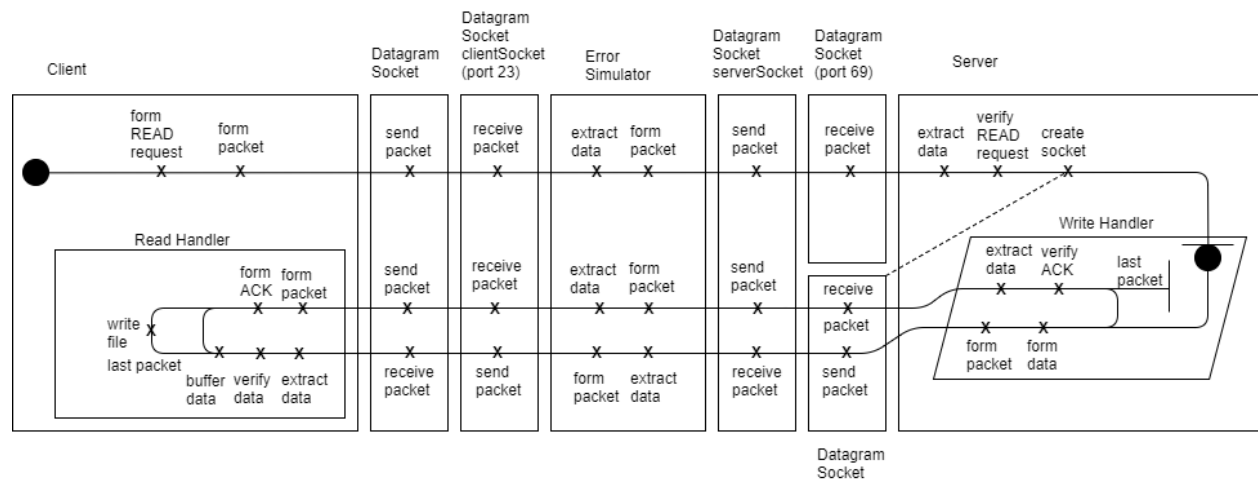 Client
Datagram
Socket
Datagram
Socket
clientSocket
(port 23)
Error
Simulator
Datagram
Socket
serverSocket
Datagram
Socket
(port 69)
Server
form
READ
request
form
packet
send
packet
receive
packet
extract
data
form
packet
send
packet
receive
packet
extract
data
verify
READ
request
create
socket
Read Handler
Write Handler
form
ACK
form
packet
send
packet
receive
packet
extract
data
form
packet
send
packet
receive
packet
extract
data
verify
ACK
last
packet
write
file
last packet
buffer
data
verify
data
extract
data
receive
packet
send
packet
form
packet
extract
data
receive
packet
send
packet
form
packet
form
data
Datagram
Socket